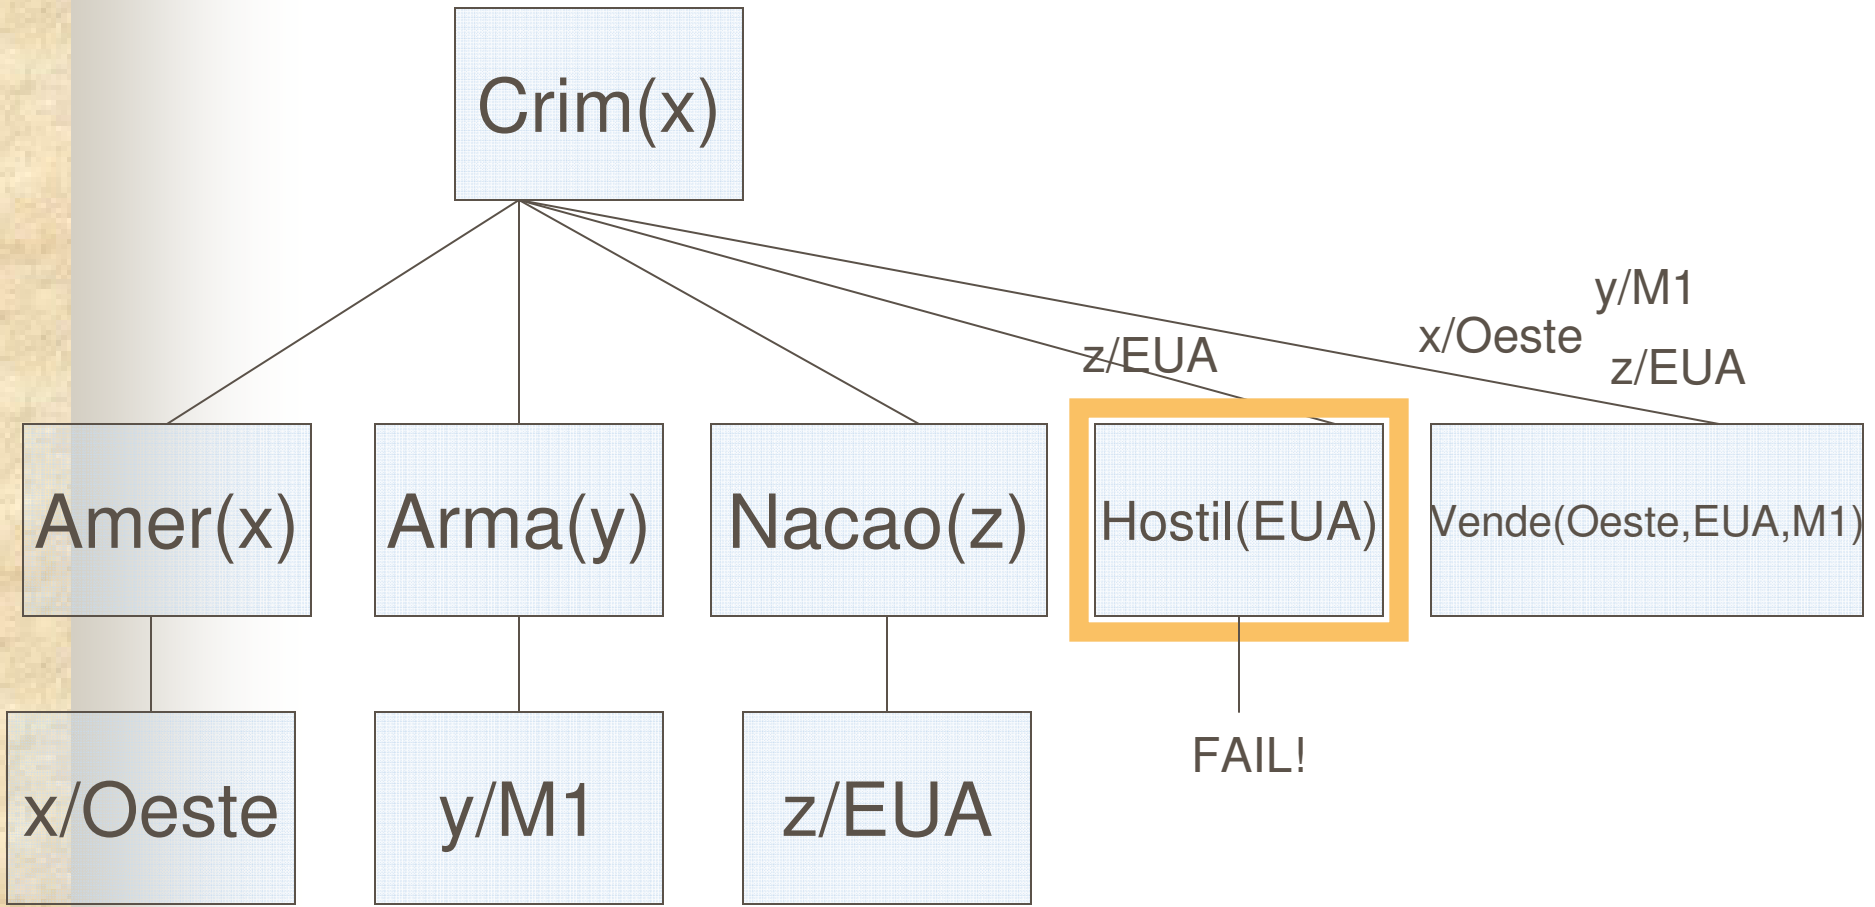 Crim(x)
y/M1
x/Oeste
z/EUA
z/EUA
Amer(x)
Arma(y)
Nacao(z)
Hostil(EUA)
Vende(Oeste,EUA,M1)
x/Oeste
y/M1
z/EUA
FAIL!